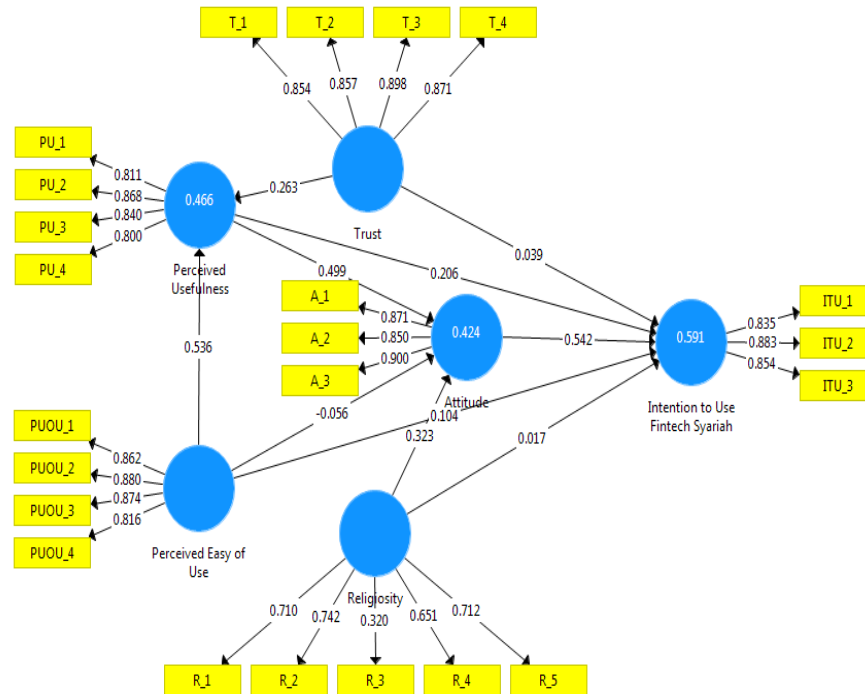 T_1
T_2
T_3
T_4
0.854
0.857
0.898
0.871
PU_1
PU_2
PU_3
PU_4
0.811
0.868
0.840
0.800
0.466
Perceived
Usefulness
0.263
Trust
0.039
0.499
0.206
A_1
A_2
A_3
0.871
0.850
0.900
0.424
Attitude
0.542
0.591
Intention to Use
Fintech Syariah
0.835
0.883
0.854
ITU_1
ITU_2
ITU_3
0.536
-0.056
0.104
0.323
0.017
PUOU_1
PUOU_2
PUOU_3
PUOU_4
0.862
0.880
0.874
0.816
Perceived Easy of
Use
Religiosity
0.710
0.742
0.320
0.651
0.712
R_1
R_2
R_3
R_4
R_5